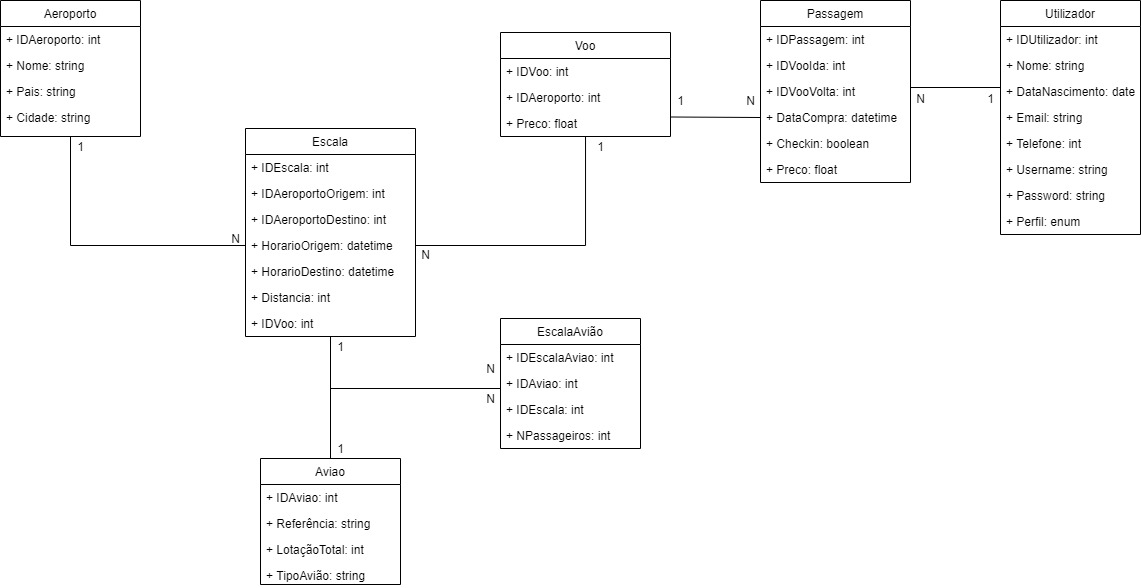 Aeroporto
+ IDAeroporto: int
+ Nome: string
+ Pais: string
+ Cidade: string
1
N
Escala
+ IDEscala: int
+ IDAeroportoOrigem: int
+ IDAeroportoDestino: int
+ HorarioOrigem: datetime
+ HorarioDestino: datetime
+ Distancia: int
+ IDVoo: int
N
1
Voo
+ IDVoo: int
+ IDAeroporto: int
+ Preco: float
1
1
N
Passagem
+ IDPassagem: int
+ IDVooIda: int
+ IDVooVolta: int
+ DataCompra: datetime
+ Checkin: boolean
+ Preco: float
N
1
Utilizador
+ IDUtilizador: int
+ Nome: string
+ DataNascimento: date
+ Email: string
+ Telefone: int
+ Username: string
+ Password: string
+ Perfil: enum
EscalaAvião
+ IDEscalaAviao: int
+ IDAviao: int
+ IDEscala: int
+ NPassageiros: int
N
N
1
Aviao
+ IDAviao: int
+ Referência: string
+ LotaçãoTotal: int
+ TipoAvião: string